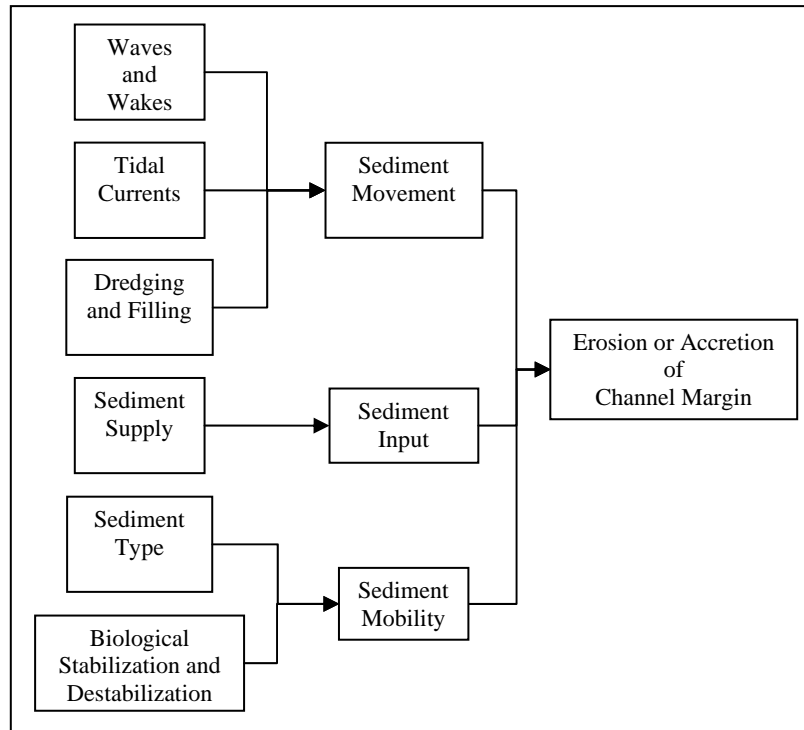 Waves
and
Wakes
Tidal
Currents
Dredging
and Filling
Sediment
Supply
Sediment
Type
Biological
Stabilization and
Destabilization
Sediment
Movement
Sediment
Input
Sediment
Mobility
Erosion or Accretion
of
Channel Margin